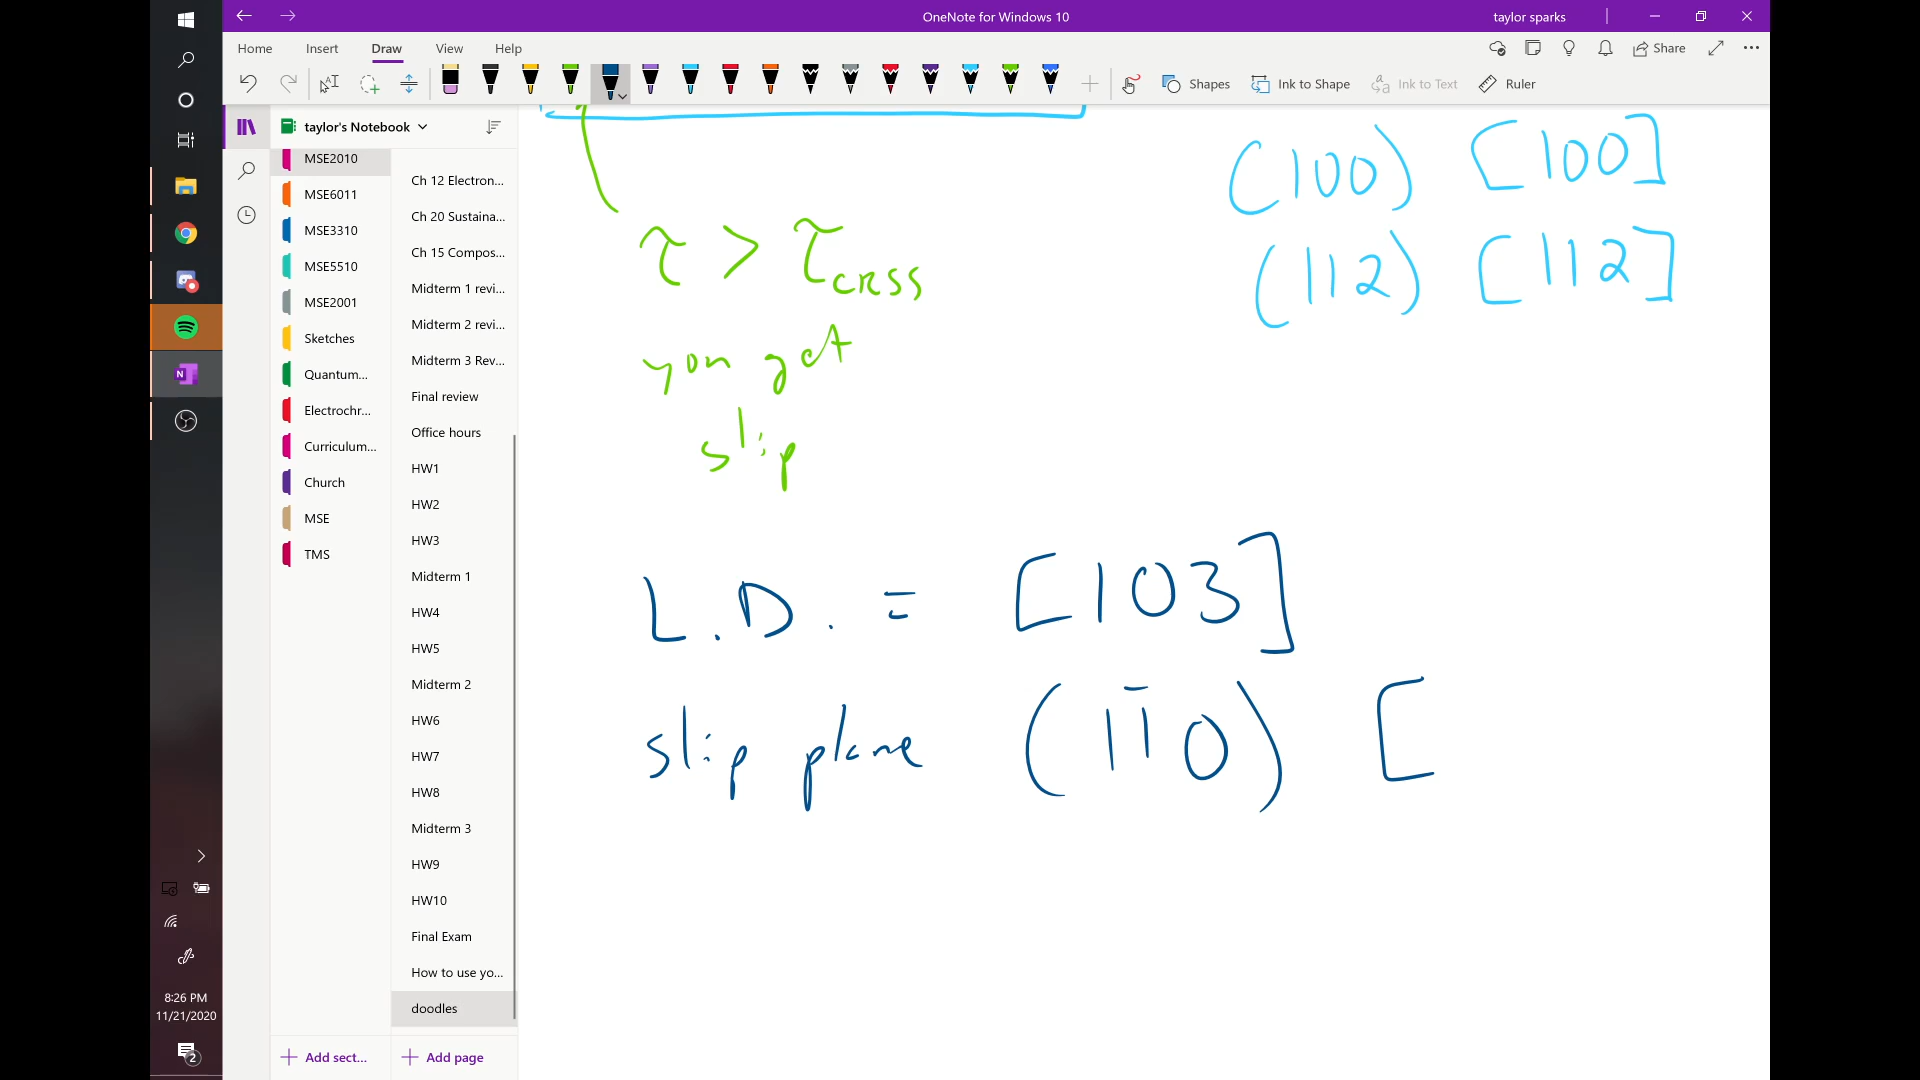 OneNote for Windows 10
taylor sparks
Home Insert Draw View Help
Share
Shapes Ink to Shape Ink to Text Ruler
taylor's Notebook
MSE2010
MSE6011
MSE3310
MSE5510
MSE2001
Sketches
Quantum...
Electrochr...
Curriculum...
Church
MSE
TMS
Add sect...
Ch 12 Electron...
Ch 20 Sustaina...
Ch 15 Compos...
Midterm 1 revi...
Midterm 2 revi...
Midterm 3 Rev...
Final review
Office hours
HW1
HW2
HW3
Midterm 1
HW4
HW5
Midterm 2
HW6
HW7
HW8
Midterm 3
HW9
HW10
Final Exam
How to use yo...
doodles
Add page
(100) [100]
(112) [112]
τ > τCRSS
you get
slip
L.D. = [103]
slip plane (11̄0) [
8:26 PM
11/21/2020
2